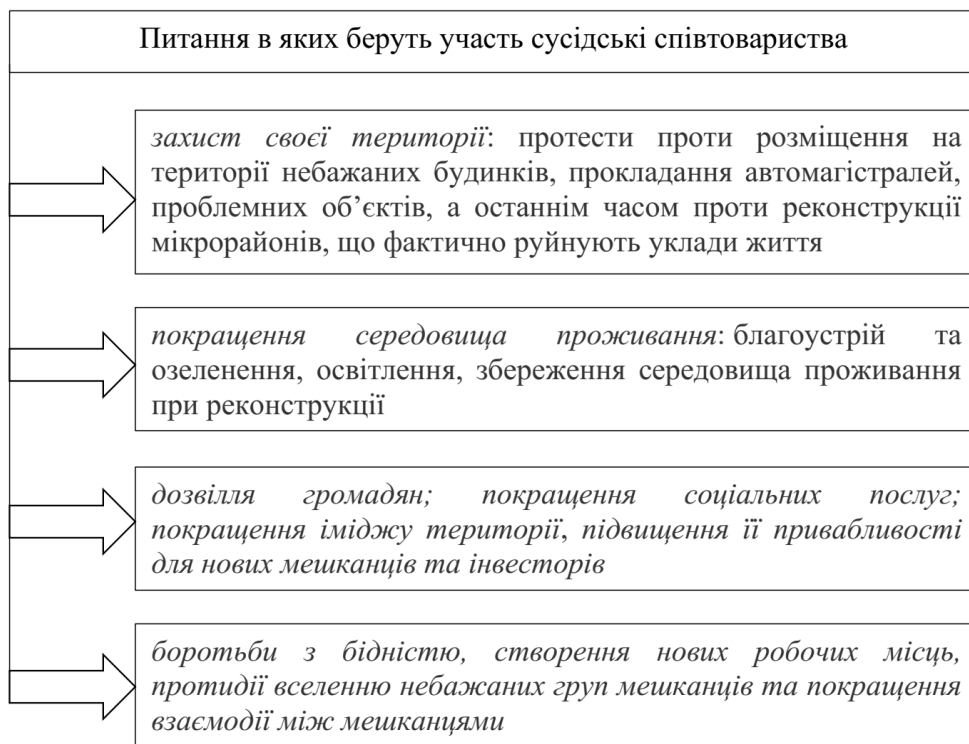 Питання в яких беруть участь сусідські співтовариства
захист своєї території: протести проти розміщення на
території небажаних будинків, прокладання автомагістралей,
проблемних об’єктів, а останнім часом проти реконструкції
мікрорайонів, що фактично руйнують уклади життя
покращення середовища проживання: благоустрій та
озеленення, освітлення, збереження середовища проживання
при реконструкції
дозвілля громадян; покращення соціальних послуг;
покращення іміджу території, підвищення її привабливості
для нових мешканців та інвесторів
боротьби з бідністю, створення нових робочих місць,
протидії вселенню небажаних груп мешканців та покращення
взаємодії між мешканцями